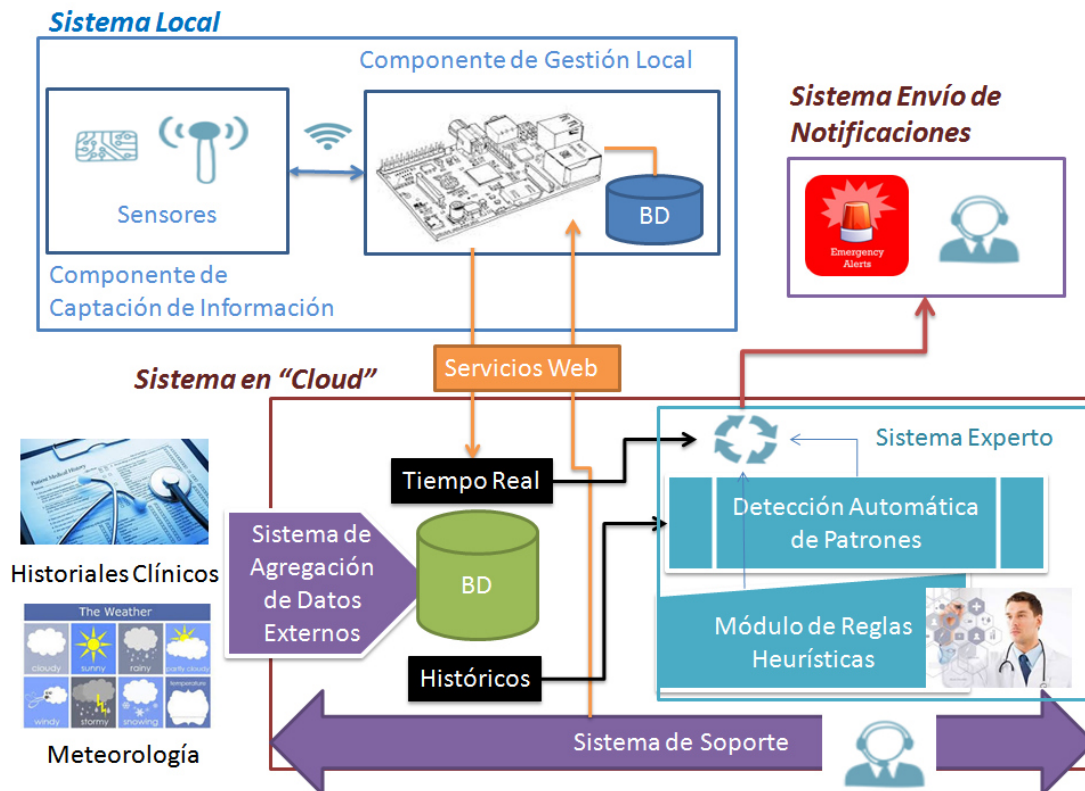 Sistema Local
Componente de Gestión Local
Sensores
BD
Componente de
Captación de Información
Sistema Envío de
Notificaciones
Emergency
Alerts
Servicios Web
Sistema en “Cloud”
Sistema Experto
Tiempo Real
Detección Automática
de Patrones
Sistema de
Agregación
de Datos
Externos
BD
Historiales Clínicos
Módulo de Reglas
Heurísticas
Históricos
The Weather
cloudy
sunny
rainy
partly cloudy
temperature
windy
stormy
snowing
Meteorología
Sistema de Soporte